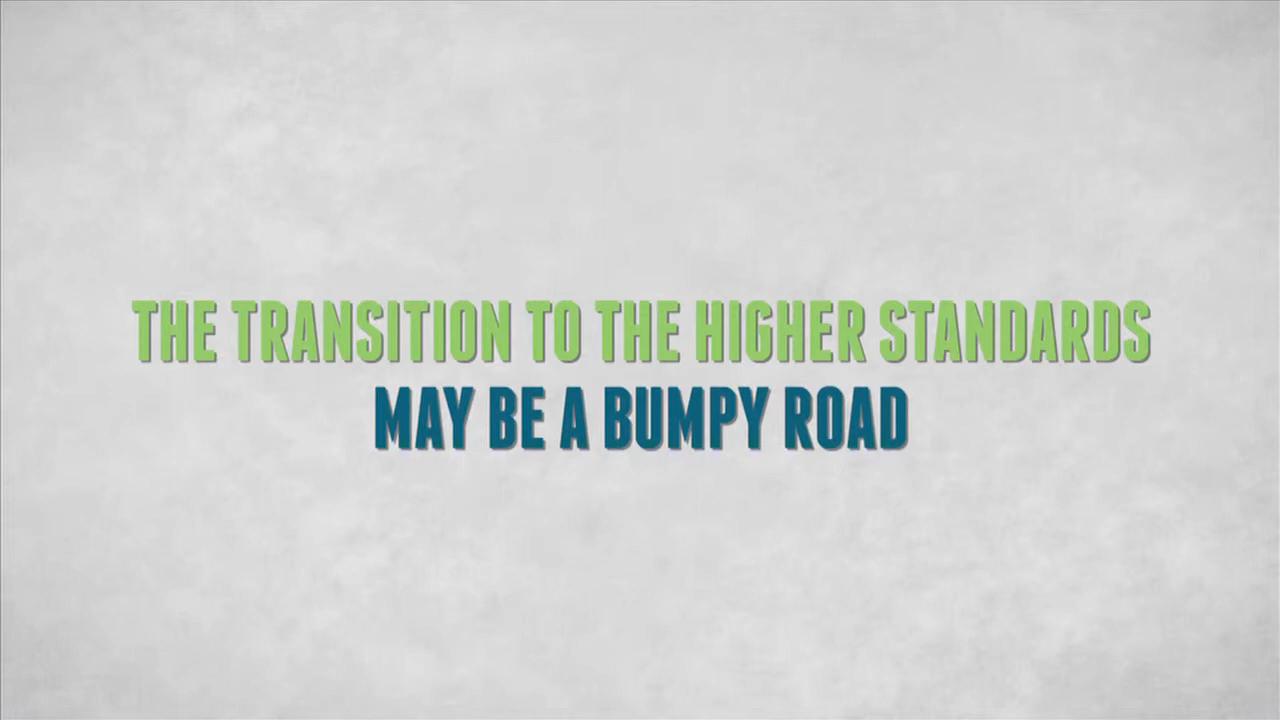 THE TRANSITION TO THE HIGHER STANDARDS
MAY BE A BUMPY ROAD